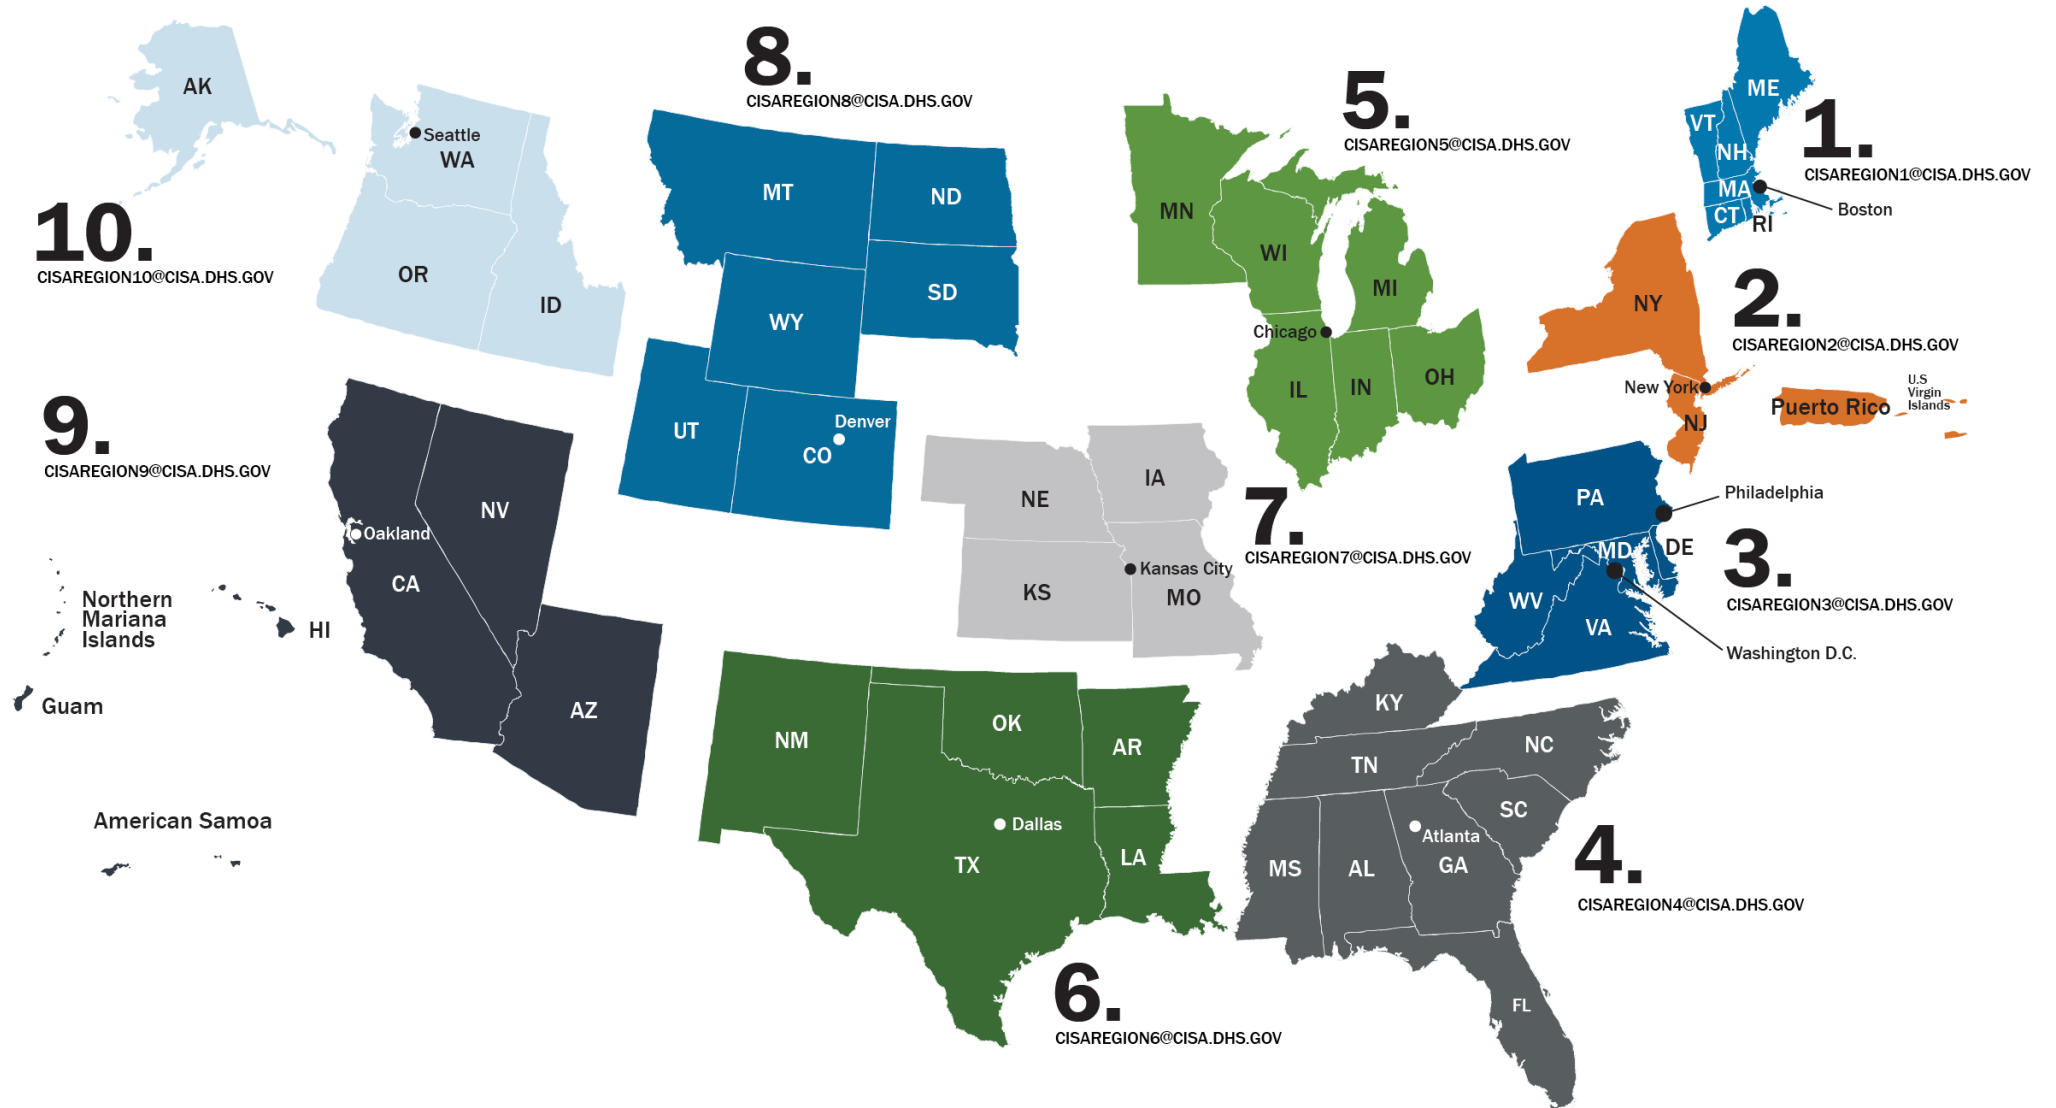 10.
CISAREGION10@CISA.DHS.GOV
AK
Seattle
WA
OR
ID
8.
CISAREGION8@CISA.DHS.GOV
MT
ND
SD
WY
UT
Denver
CO
5.
CISAREGION5@CISA.DHS.GOV
MN
WI
MI
Chicago
IL
IN
OH
1.
CISAREGION1@CISA.DHS.GOV
ME
VT
NH
MA
CT
RI
Boston
2.
CISAREGION2@CISA.DHS.GOV
NY
New York
NJ
Puerto Rico
U.S
Virgin
Islands
9.
CISAREGION9@CISA.DHS.GOV
NV
Oakland
CA
AZ
HI
Northern
Mariana
Islands
Guam
American Samoa
7.
CISAREGION7@CISA.DHS.GOV
NE
IA
KS
Kansas City
MO
3.
CISAREGION3@CISA.DHS.GOV
PA
Philadelphia
MD
DE
WV
VA
Washington D.C.
6.
CISAREGION6@CISA.DHS.GOV
NM
OK
AR
Dallas
TX
LA
4.
CISAREGION4@CISA.DHS.GOV
KY
TN
NC
SC
MS
AL
Atlanta
GA
FL